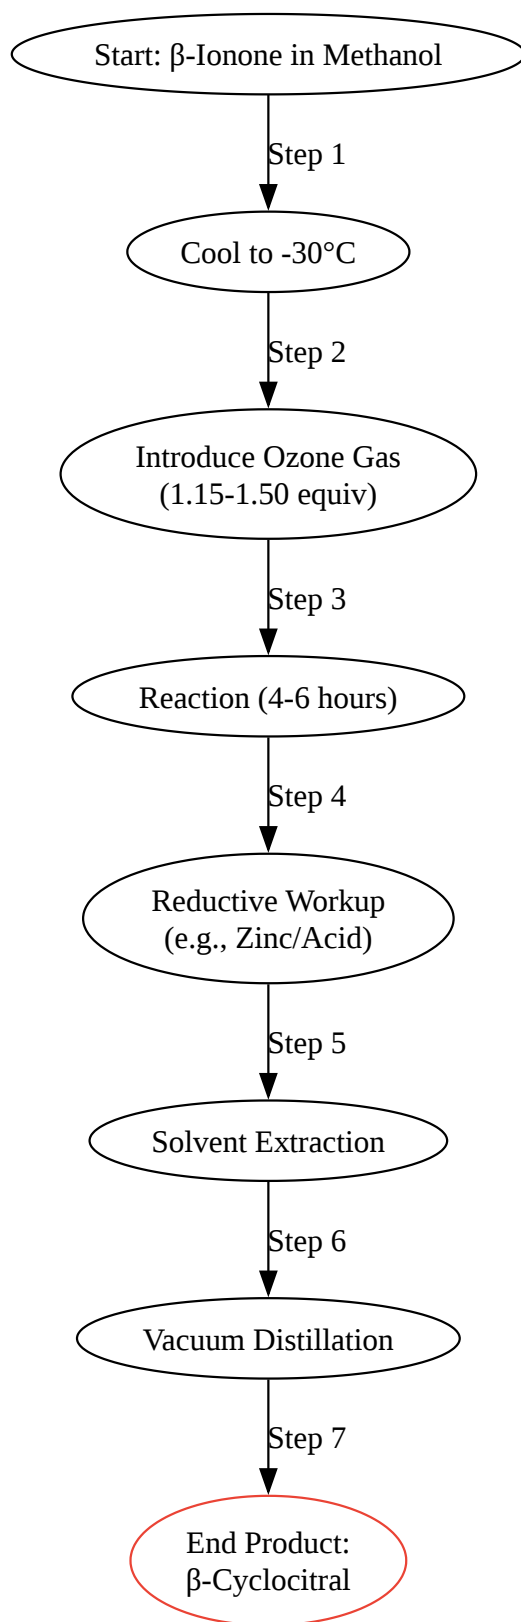 Start: β-Ionone in Methanol
Step 1
Cool to -30°C
Step 2
Introduce Ozone Gas
(1.15-1.50 equiv)
Step 3
Reaction (4-6 hours)
Step 4
Reductive Workup
(e.g., Zinc/Acid)
Step 5
Solvent Extraction
Step 6
Vacuum Distillation
Step 7
End Product:
β-Cyclocitral